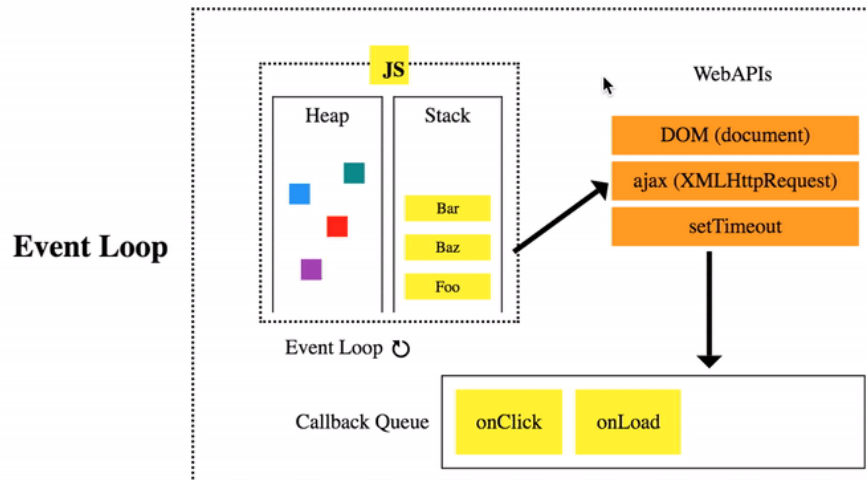 Event Loop
JS
Heap
Stack
Bar
Baz
Foo
Event Loop ↻
WebAPIs
DOM (document)
ajax (XMLHttpRequest)
setTimeout
Callback Queue
onClick
onLoad